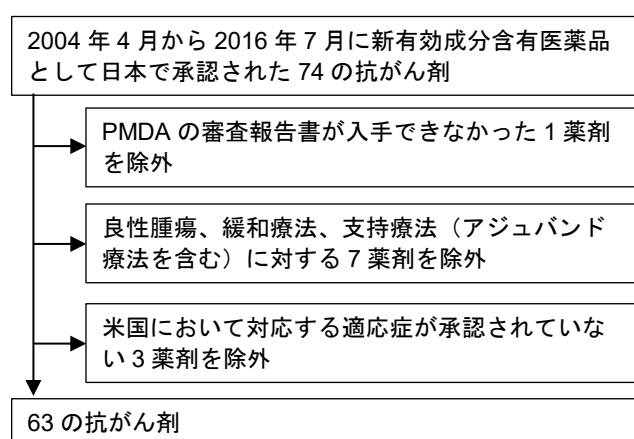 2004 年 4 月から 2016 年 7 月に新有効成分含有医薬品
として日本で承認された 74 の抗がん剤
PMDA の審査報告書が入手できなかった 1 薬剤
を除外
良性腫瘍、緩和療法、支持療法（アジュバンド
療法を含む）に対する 7 薬剤を除外
米国において対応する適応症が承認されていな
い 3 薬剤を除外
63 の抗がん剤